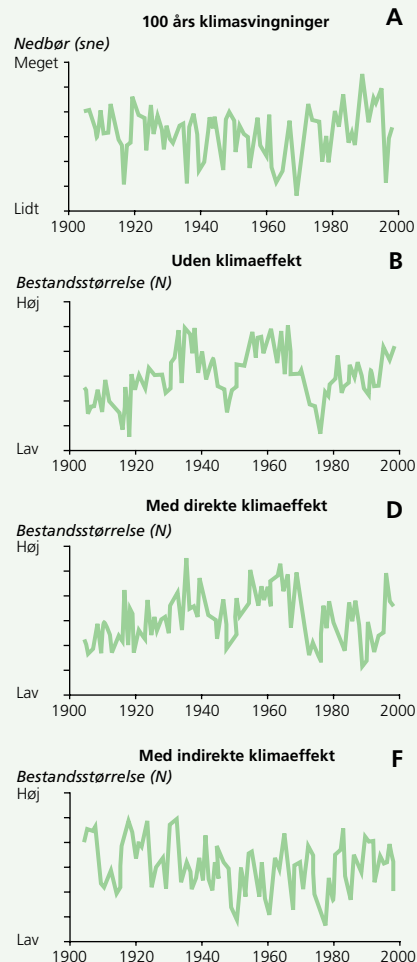 100 års klimasvingninger
A
Nedbør (sne)
Meget
Lidt
1900 1920 1940 1960 1980 2000
Uden klimaeffekt
B
Bestandsstørrelse (N)
Høj
Lav
1900 1920 1940 1960 1980 2000
Med direkte klimaeffekt
D
Bestandsstørrelse (N)
Høj
Lav
1900 1920 1940 1960 1980 2000
Med indirekte klimaeffekt
F
Bestandsstørrelse (N)
Høj
Lav
1900 1920 1940 1960 1980 2000